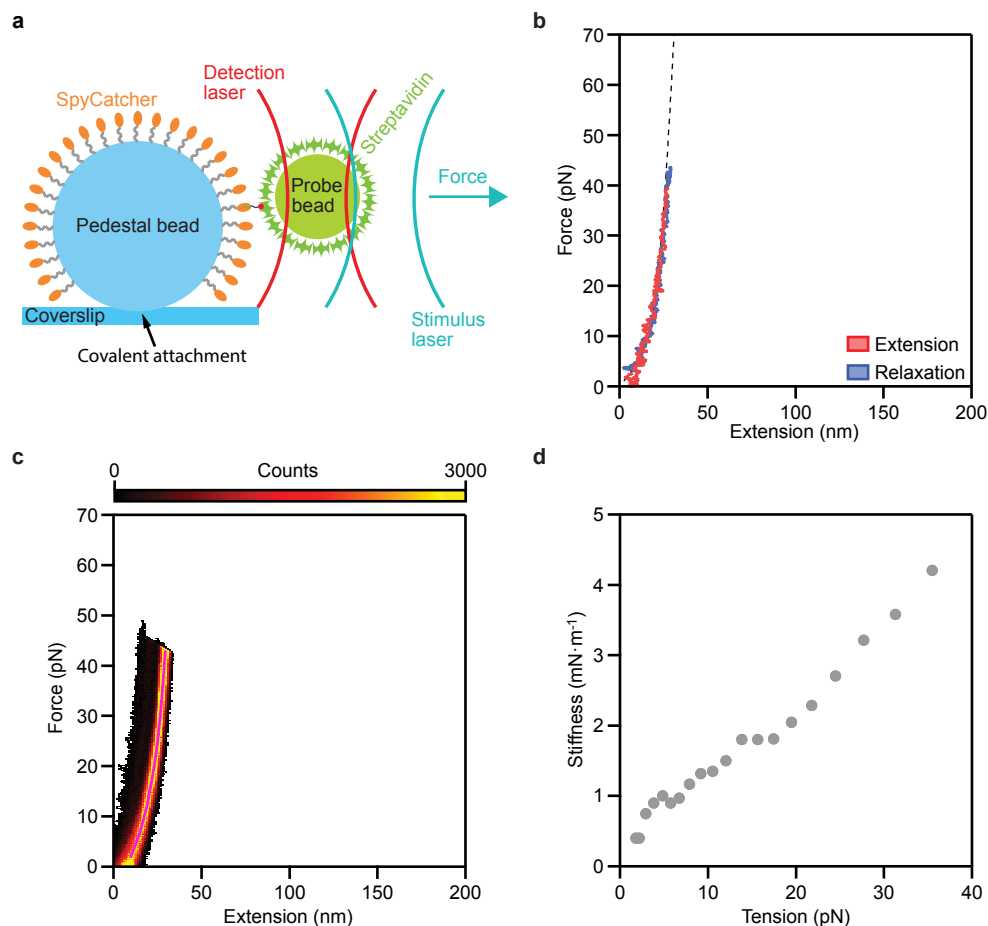 a
Detection
laser
SpyCatcher
Streptavidin
Probe
bead
Force
Pedestal bead
Stimulus
laser
Coverslip
Covalent attachment
b
70
60
50
40
30
20
10
0
Force (pN)
Extension
Relaxation
0 50 100 150 200
Extension (nm)
c
0 Counts 3000
70
60
50
40
30
20
10
0
Force (pN)
0 50 100 150 200
Extension (nm)
d
5
4
3
2
1
0
Stiffness (mN·m⁻¹)
0 10 20 30 40
Tension (pN)